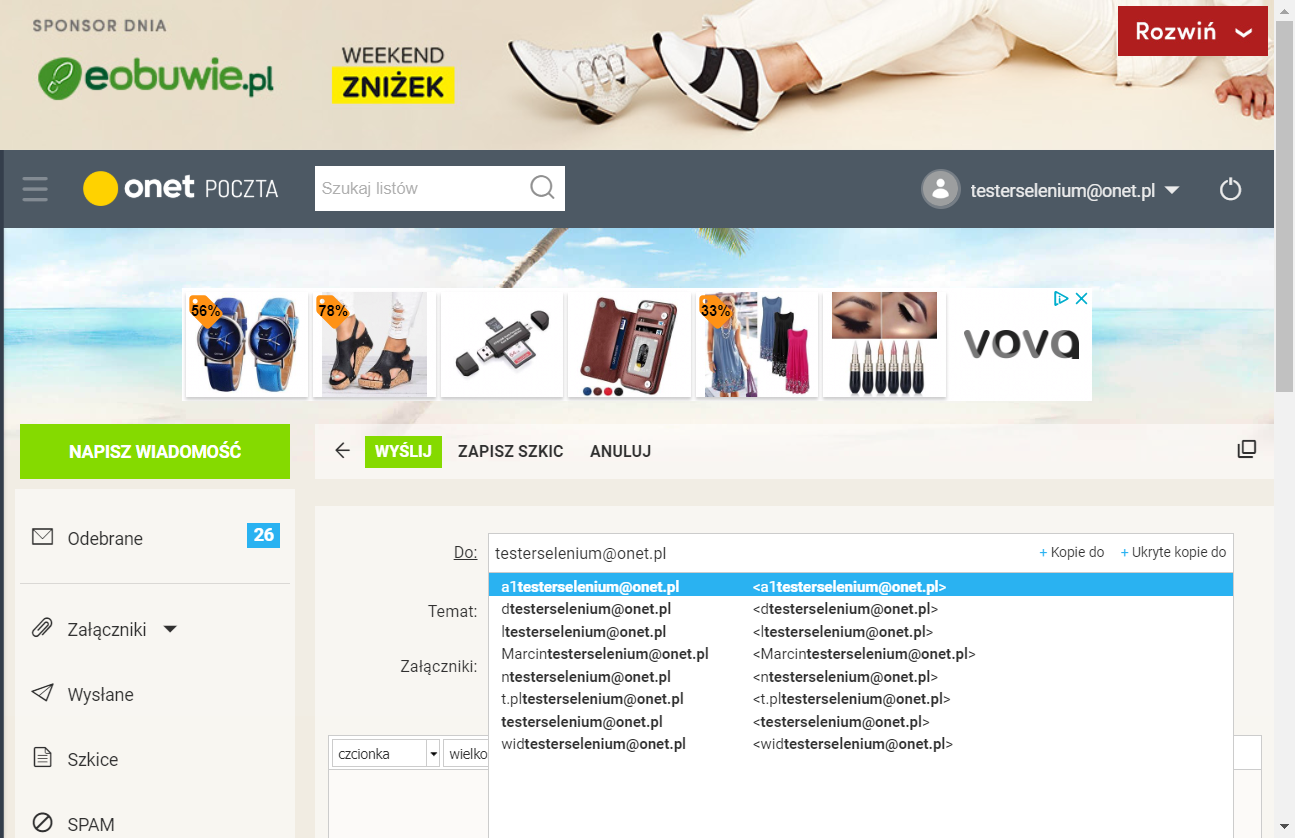 SPONSOR DNIA
eobuwie.pl
WEEKEND
ZNIŻEK
Rozwiń
onet POCZTA
Szukaj listów
testerselenium@onet.pl
56%
78%
33%
vova
NAPISZ WIADOMOŚĆ
WYŚLIJ ZAPISZ SZKIC ANULUJ
Odebrane 26
Załączniki
Wysłane
Szkice
SPAM
Do: testerselenium@onet.pl + Kopie do + Ukryte kopie do
Temat:
Załączniki:
a1testerselenium@onet.pl <a1testerselenium@onet.pl>
dtesterselenium@onet.pl <dtesterselenium@onet.pl>
ltesterselenium@onet.pl <ltesterselenium@onet.pl>
Marcintesterselenium@onet.pl <Marcintesterselenium@onet.pl>
ntesterselenium@onet.pl <ntesterselenium@onet.pl>
t.pltesterselenium@onet.pl <t.pltesterselenium@onet.pl>
testerselenium@onet.pl <testerselenium@onet.pl>
widtesterselenium@onet.pl <widtesterselenium@onet.pl>
czcionka wielko